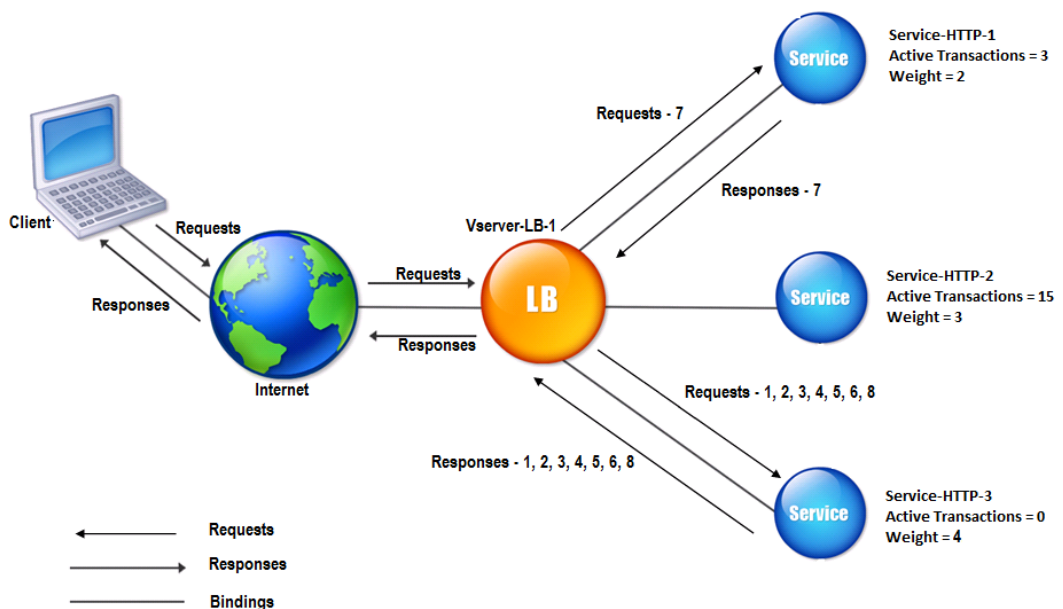 Service-HTTP-1
Active Transactions = 3
Weight = 2
Service
Requests - 7
Responses - 7
Client
Requests
Responses
Vserver-LB-1
Requests
LB
Responses
Internet
Service
Service-HTTP-2
Active Transactions = 15
Weight = 3
Requests - 1, 2, 3, 4, 5, 6, 8
Responses - 1, 2, 3, 4, 5, 6, 8
Service
Service-HTTP-3
Active Transactions = 0
Weight = 4
Requests
Responses
Bindings